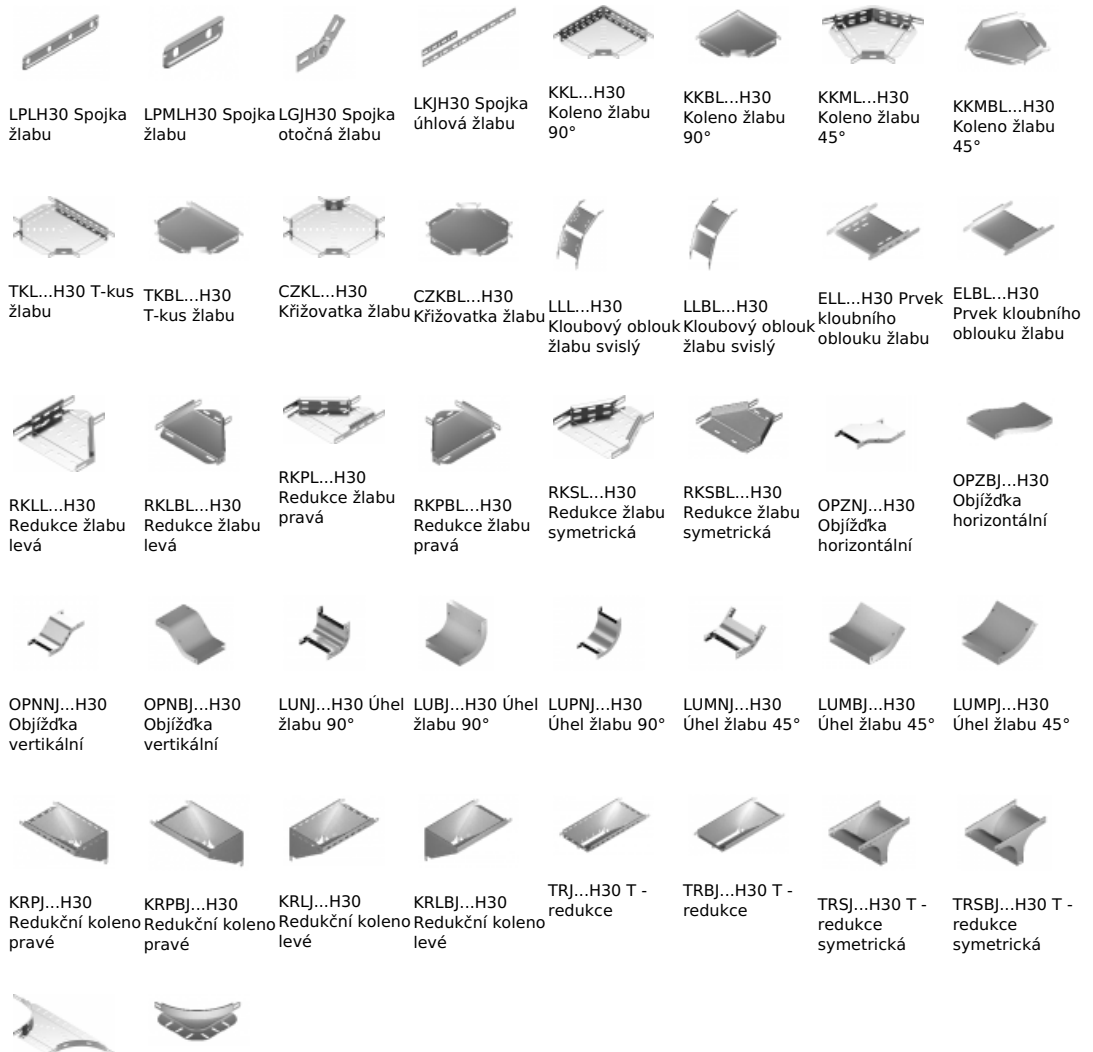 LPLH30 Spojka
žlabu
LPMLH30 Spojka
žlabu
LGJH30 Spojka
otočná žlabu
LKJH30 Spojka
úhlová žlabu
KKL...H30
Koleno žlabu
90°
KKBL...H30
Koleno žlabu
90°
KKML...H30
Koleno žlabu
45°
KKMBL...H30
Koleno žlabu
45°
TKL...H30 T-kus
žlabu
TKBL...H30
T-kus žlabu
CZKL...H30
Křižovatka žlabu
CZKBL...H30
Křižovatka žlabu
LLL...H30
Kloubový oblouk
žlabu svislý
LLBL...H30
Kloubový oblouk
žlabu svislý
ELL...H30 Prvek
kloubního
oblouku žlabu
ELBL...H30
Prvek kloubního
oblouku žlabu
RKLL...H30
Redukce žlabu
levá
RKLBL...H30
Redukce žlabu
levá
RKPL...H30
Redukce žlabu
pravá
RKPBL...H30
Redukce žlabu
pravá
RKSL...H30
Redukce žlabu
symetrická
RKSBL...H30
Redukce žlabu
symetrická
OPZNJ...H30
Objížďka
horizontální
OPZBJ...H30
Objížďka
horizontální
OPNNJ...H30
Objížďka
vertikální
OPNBJ...H30
Objížďka
vertikální
LUNJ...H30 Úhel
žlabu 90°
LUBJ...H30 Úhel
žlabu 90°
LUPNJ...H30
Úhel žlabu 90°
LUMNJ...H30
Úhel žlabu 45°
LUMBJ...H30
Úhel žlabu 45°
LUMPJ...H30
Úhel žlabu 45°
KRPJ...H30
Redukční koleno
pravé
KRPBJ...H30
Redukční koleno
pravé
KRLJ...H30
Redukční koleno
levé
KRLBJ...H30
Redukční koleno
levé
TRJ...H30 T -
redukce
TRBJ...H30 T -
redukce
TRSJ...H30 T -
redukce
symetrická
TRSBJ...H30 T -
redukce
symetrická